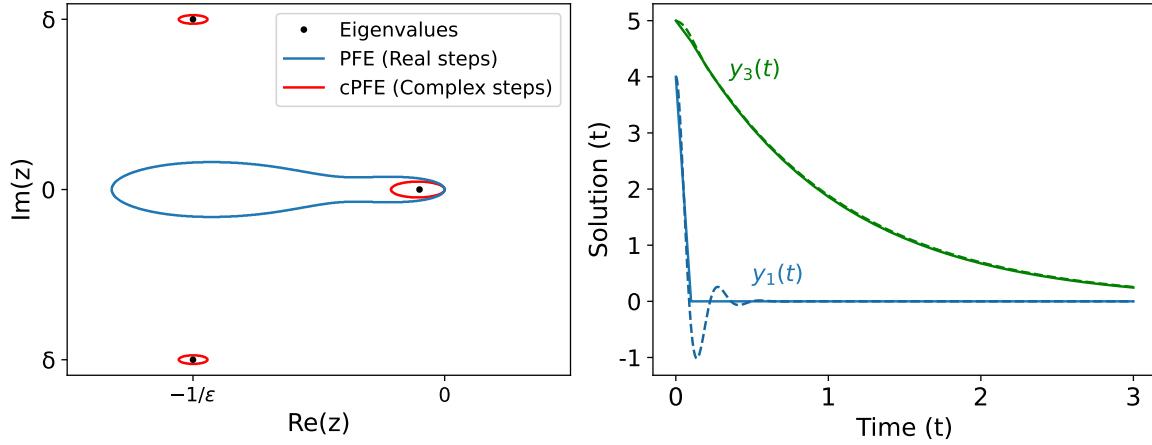 δ
0
δ
Im(z)
−1/ε
0
Re(z)
Eigenvalues
PFE (Real steps)
cPFE (Complex steps)
5
4
3
2
1
0
-1
Solution (t)
y₃(t)
y₁(t)
0
1
2
3
Time (t)